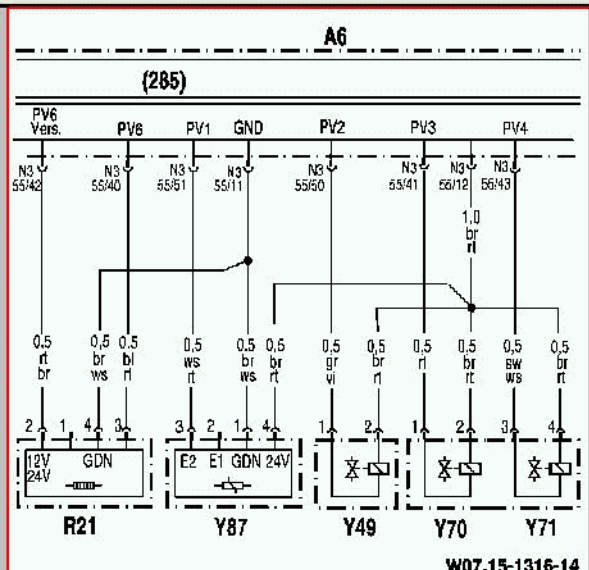 A6
(285)
PV6 Vers. PV6 PV1 GND PV2 PV3 PV4
N3 55/42 N3 55/40 N3 55/51 N3 55/11 N3 55/50 N3 55/41 N3 55/12 N3 55/43
1,0 br rt
0,5 rt br
0,5 br ws
0,5 bl rt
0,5 ws rt
0,5 br ws
0,5 br rt
0,5 gr vi
0,5 br rt
0,5 rl
0,5 br rt
0,5 sw ws
0,5 br rt
2 1 4 3 3 2 1 4 1 2 1 2 3 4
12V 24V GDN E2 E1 GDN 24V
R21 Y87 Y49 Y70 Y71
W07.15-1316-14